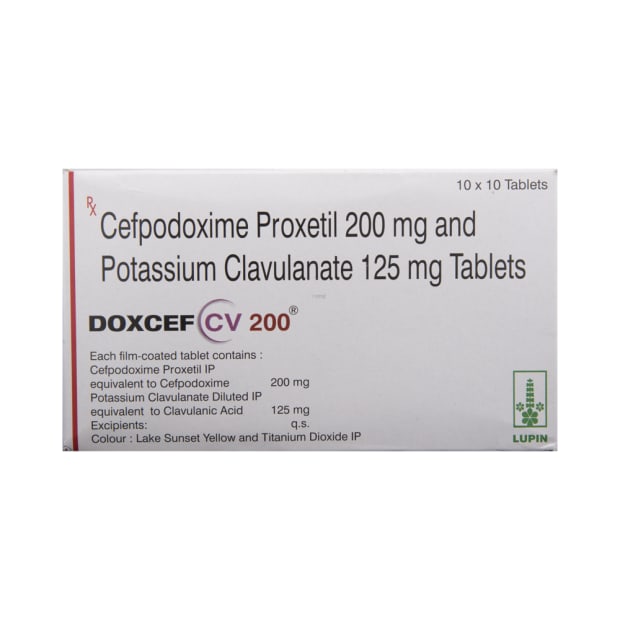 10 x 10 Tablets
Rx
Cefpodoxime Proxetil 200 mg and
Potassium Clavulanate 125 mg Tablets
DOXCEF CV 200®
Each film-coated tablet contains :
Cefpodoxime Proxetil IP
equivalent to Cefpodoxime 200 mg
Potassium Clavulanate Diluted IP
equivalent to Clavulanic Acid 125 mg
Excipients: q.s.
Colour : Lake Sunset Yellow and Titanium Dioxide IP
LUPIN